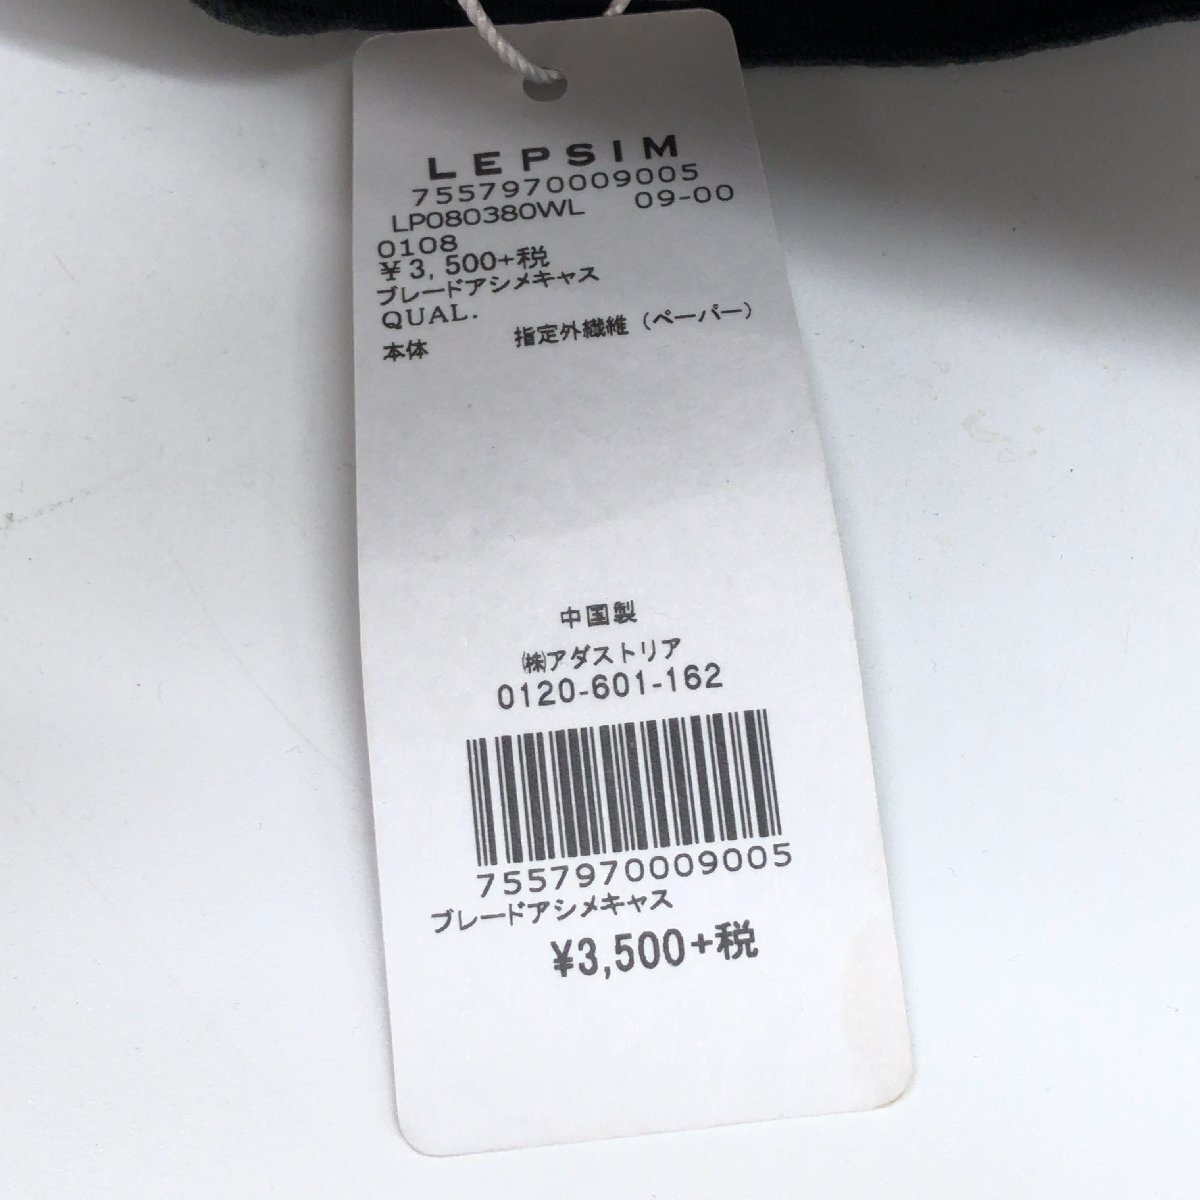 LEPSIM
7557970009005
LP080380WL 09-00
0108
¥3,500+税
ブレードアシメキャス
QUAL.
本体 指定外繊維（ペーパー）
中国製
㈱アダストリア
0120-601-162
7557970009005
ブレードアシメキャス
¥3,500+税